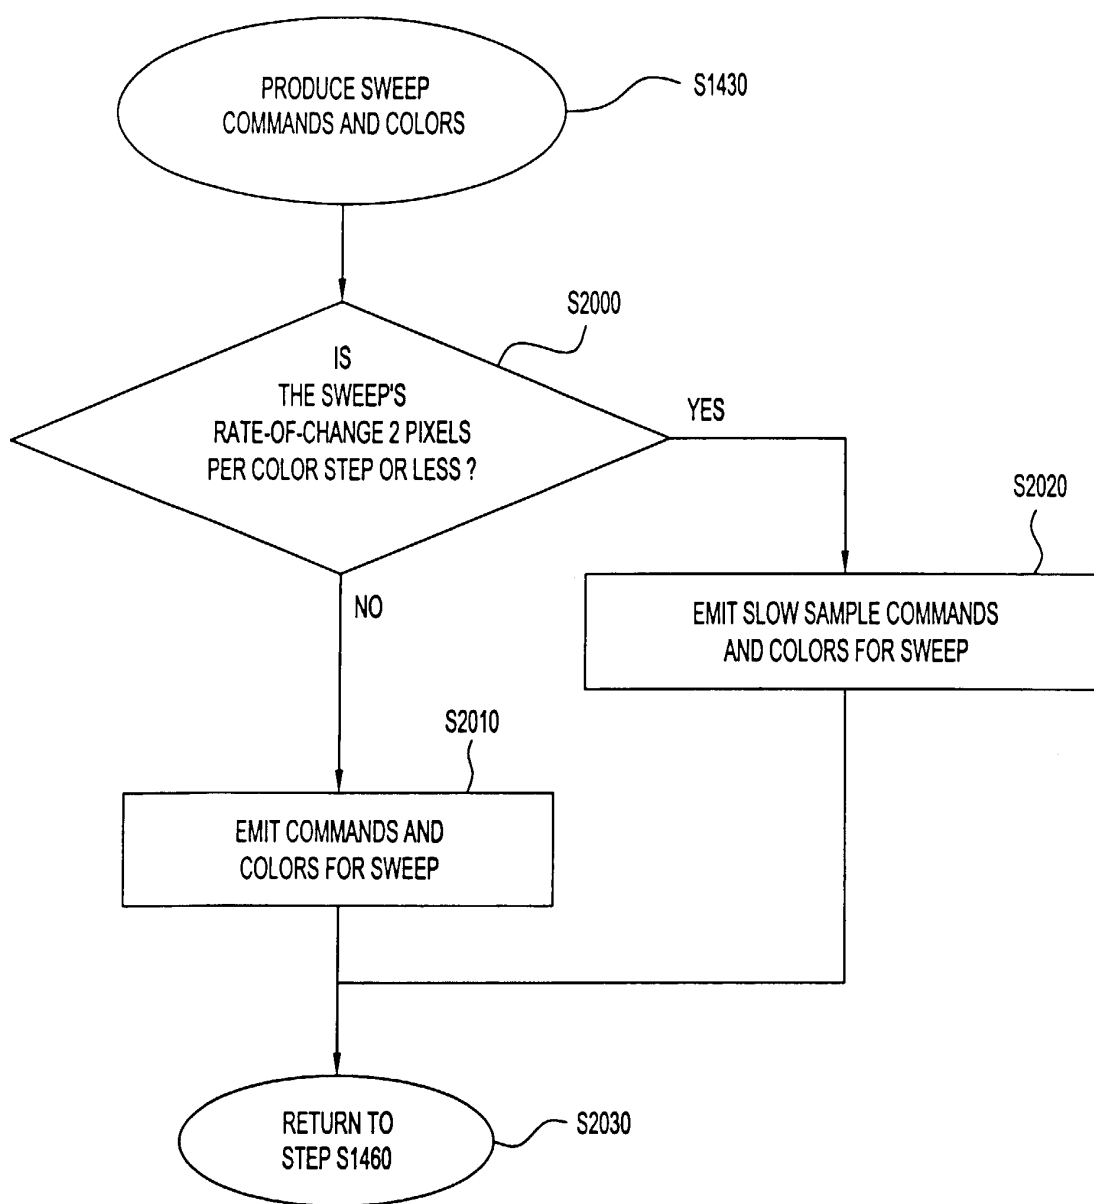 PRODUCE SWEEP
COMMANDS AND COLORS
S1430
S2000
IS
THE SWEEP'S
RATE-OF-CHANGE 2 PIXELS
PER COLOR STEP OR LESS ?
YES
S2020
NO
EMIT SLOW SAMPLE COMMANDS
AND COLORS FOR SWEEP
S2010
EMIT COMMANDS AND
COLORS FOR SWEEP
RETURN TO
STEP S1460
S2030